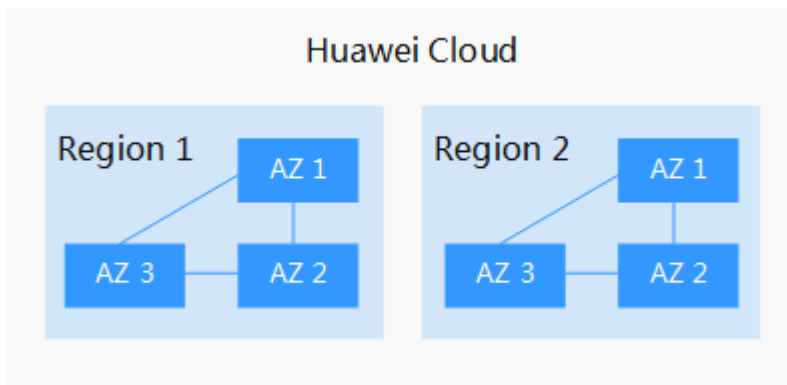 Huawei Cloud
Region 1
AZ 1
AZ 3
AZ 2
Region 2
AZ 1
AZ 3
AZ 2